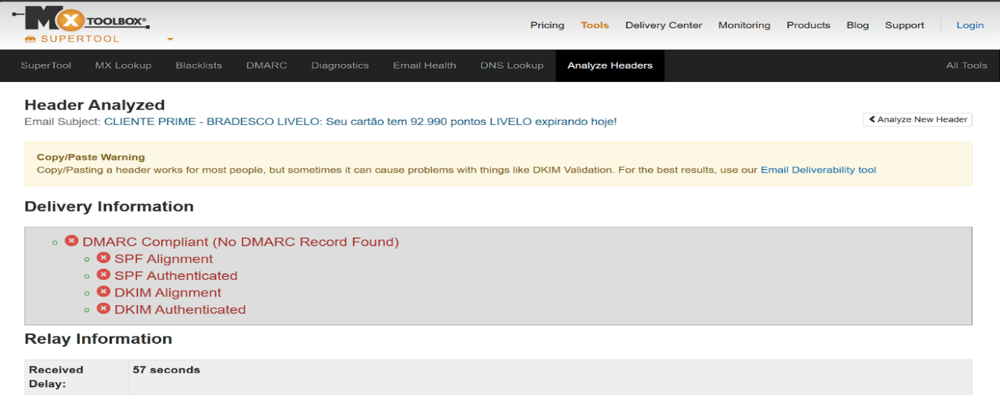 MX TOOLBOX®
SUPERTOOL
Pricing Tools Delivery Center Monitoring Products Blog Support Login
SuperTool MX Lookup Blacklists DMARC Diagnostics Email Health DNS Lookup Analyze Headers All Tools
Header Analyzed
Email Subject: CLIENTE PRIME - BRADESCO LIVELO: Seu cartão tem 92.990 pontos LIVELO expirando hoje!
Analyze New Header
Copy/Paste Warning
Copy/Pasting a header works for most people, but sometimes it can cause problems with things like DKIM Validation. For the best results, use our Email Deliverability tool
Delivery Information
DMARC Compliant (No DMARC Record Found)
SPF Alignment
SPF Authenticated
DKIM Alignment
DKIM Authenticated
Relay Information
Received 57 seconds
Delay: